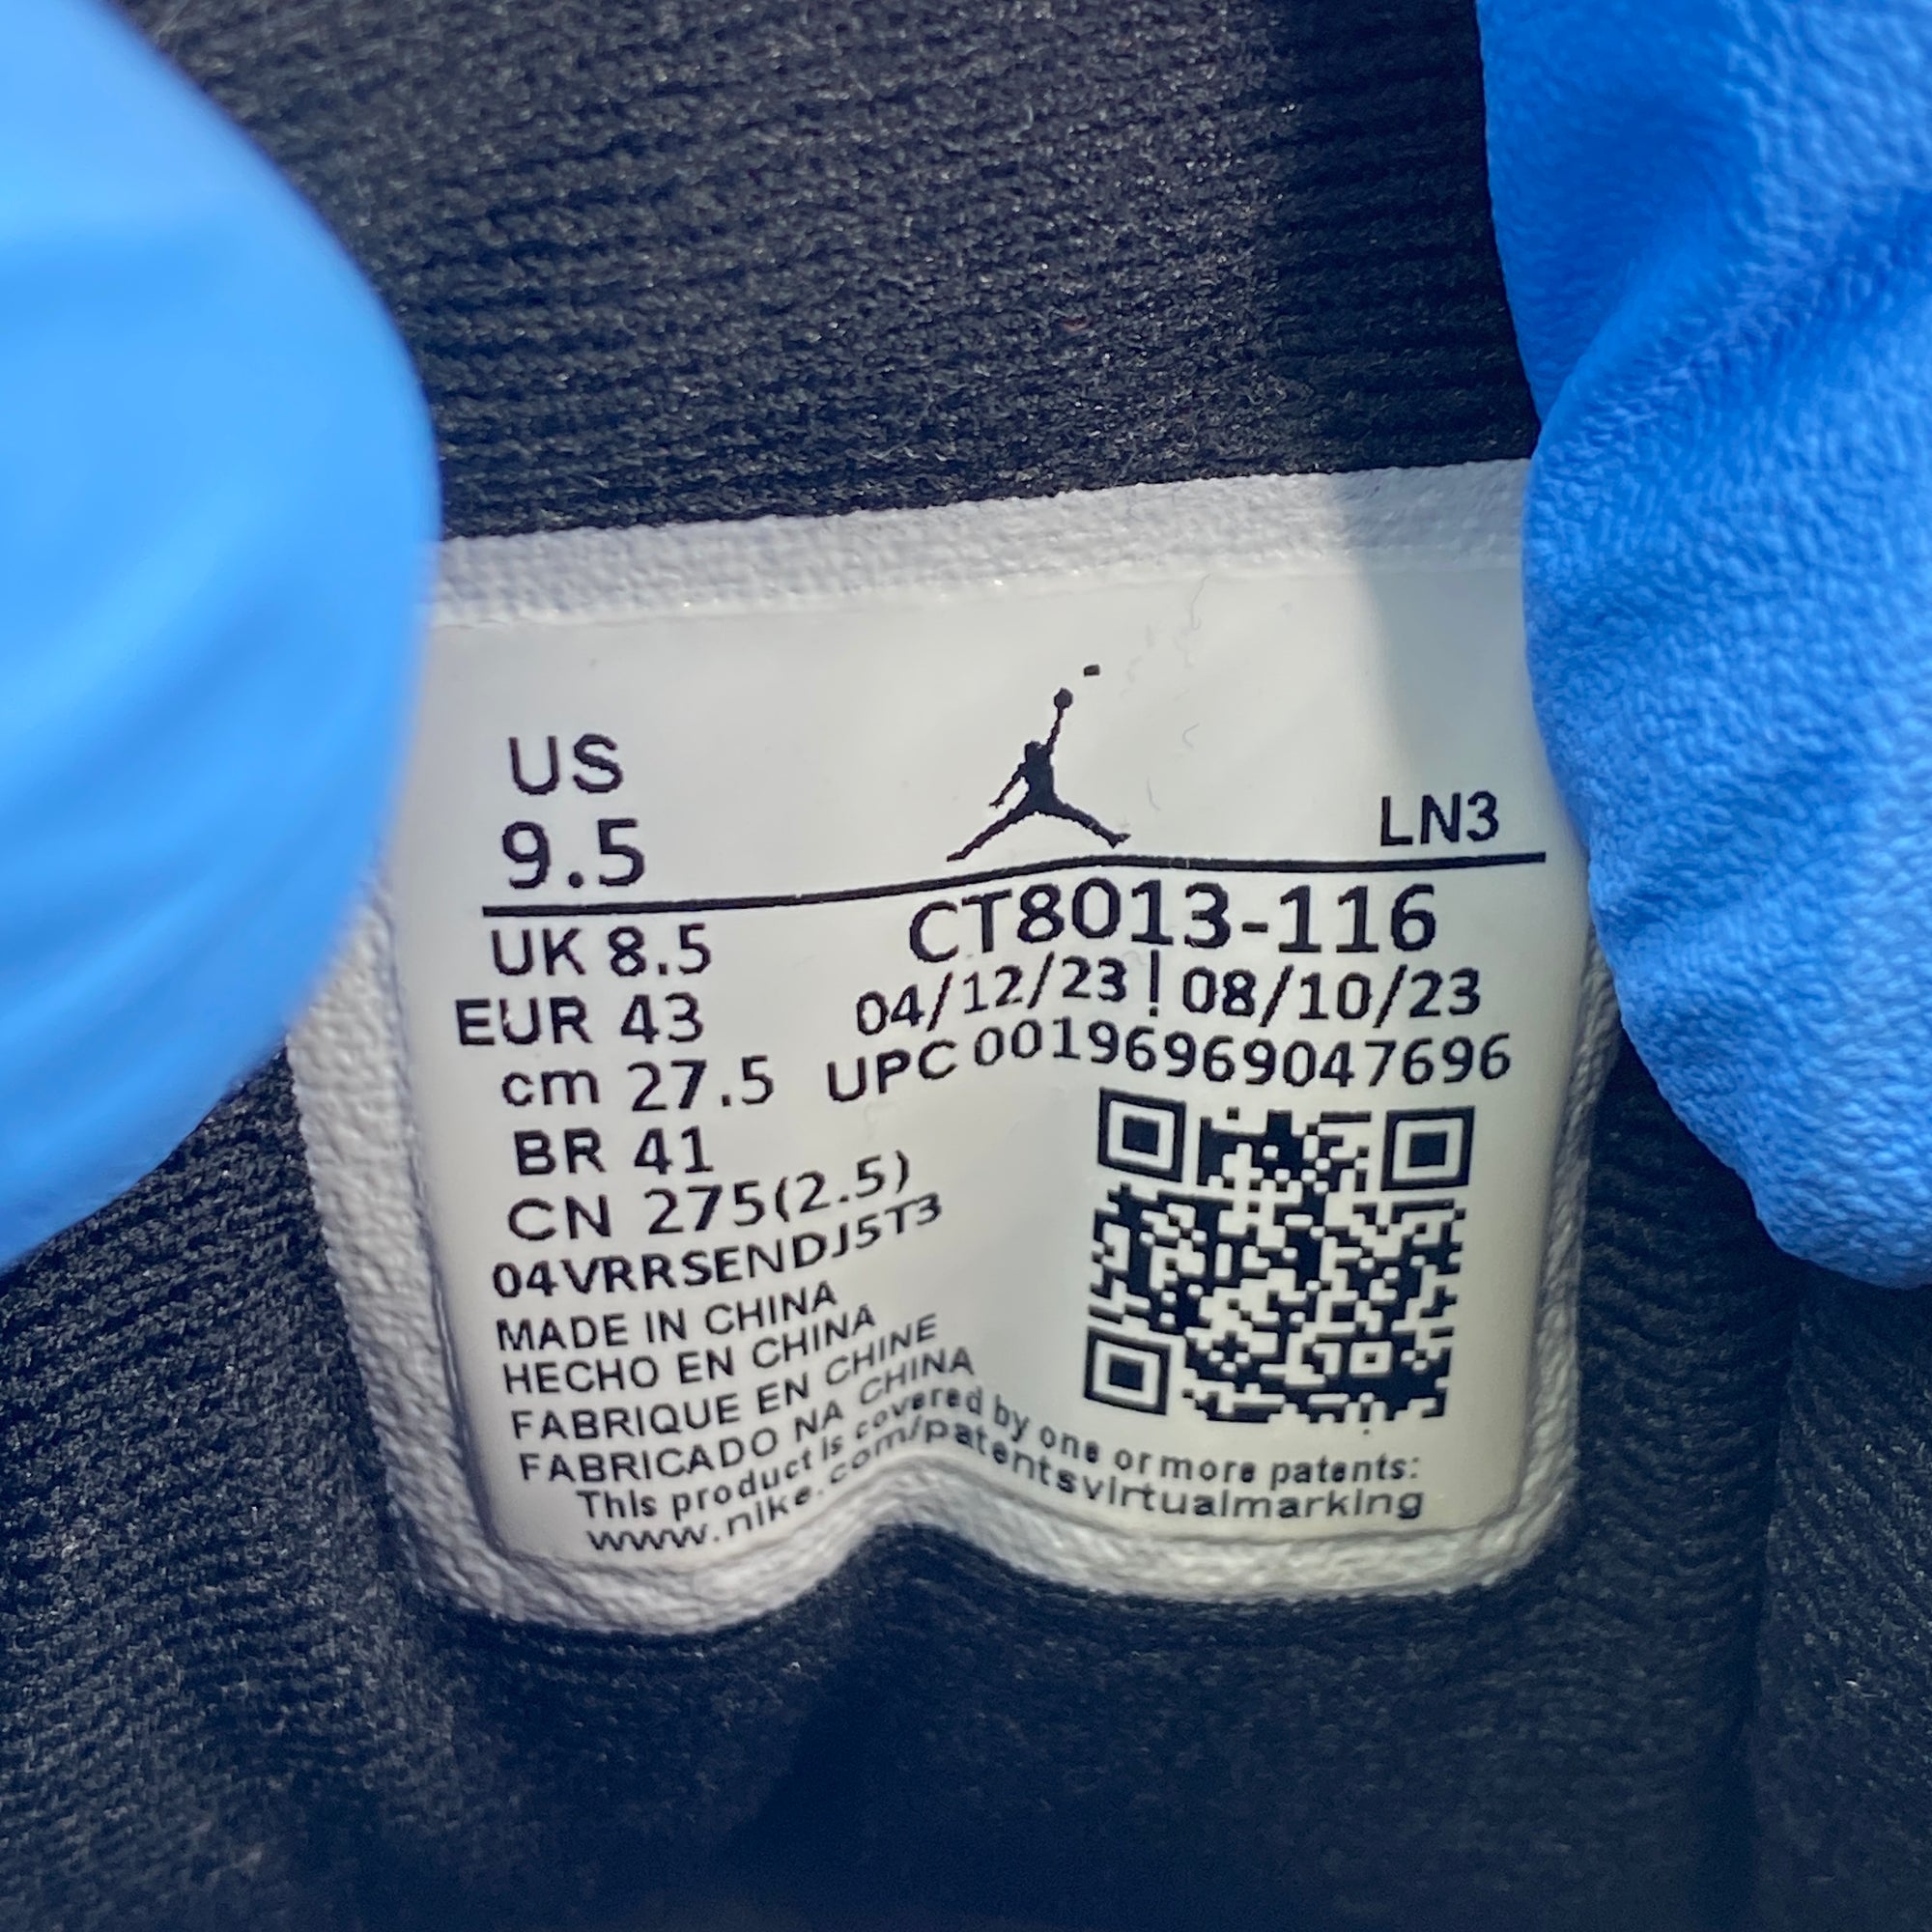 US
9.5
LN3
UK 8.5
CT8013-116
EUR 43
04/12/23 | 08/10/23
cm 27.5
UPC 00196969047696
BR 41
CN 275(2.5)
04VRRSENDJ5T3
MADE IN CHINA
HECHO EN CHINA
FABRIQUE EN CHINE
FABRICADO NA CHINA
This product is covered by one or more patents:
www.nike.com/patentsvirtualmarking